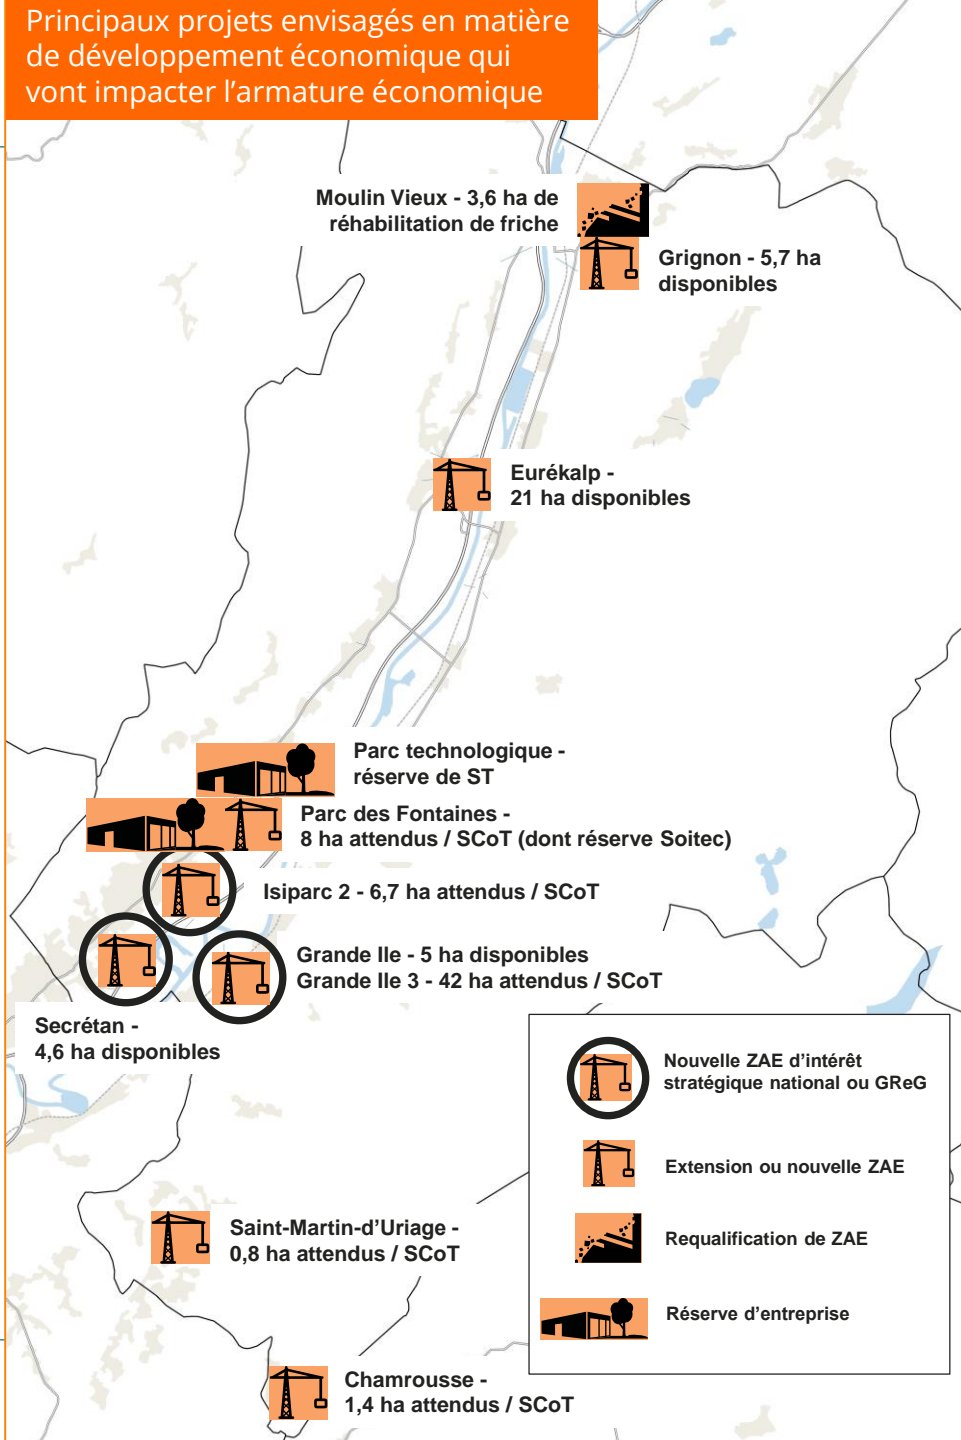 Principaux projets envisagés en matière
de développement économique qui
vont impacter l’armature économique
Moulin Vieux - 3,6 ha de
réhabilitation de friche
Grignon - 5,7 ha
disponibles
Eurékalp -
21 ha disponibles
Parc technologique -
réserve de ST
Parc des Fontaines -
8 ha attendus / SCoT (dont réserve Soitec)
Isiparc 2 - 6,7 ha attendus / SCoT
Grande Ile - 5 ha disponibles
Grande Ile 3 - 42 ha attendus / SCoT
Secrétan -
4,6 ha disponibles
Nouvelle ZAE d’intérêt
stratégique national ou GReG
Extension ou nouvelle ZAE
Requalification de ZAE
Réserve d’entreprise
Saint-Martin-d’Uriage -
0,8 ha attendus / SCoT
Chamrousse -
1,4 ha attendus / SCoT